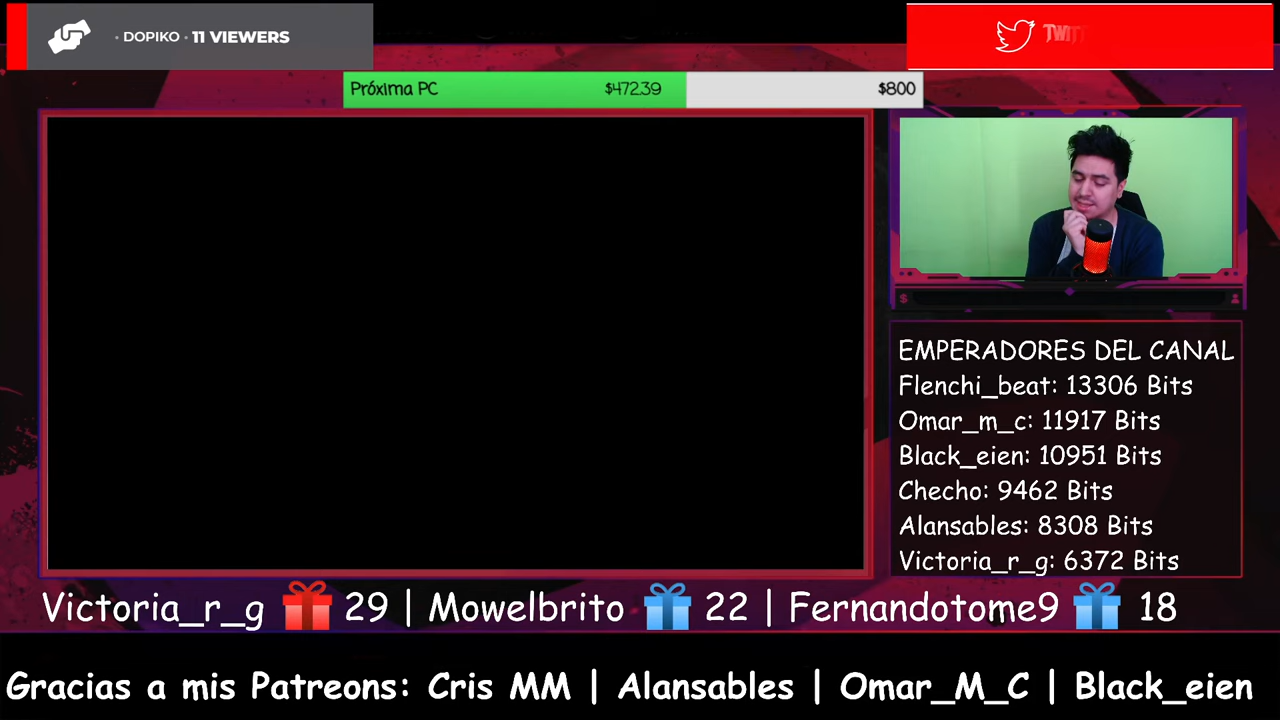 • DOPIKO • 11 VIEWERS
Próxima PC $472.39 $800
EMPERADORES DEL CANAL
Flenchi_beat: 13306 Bits
Omar_m_c: 11917 Bits
Black_eien: 10951 Bits
Checho: 9462 Bits
Alansables: 8308 Bits
Victoria_r_g: 6372 Bits
Victoria_r_g 29 | Mowelbrito 22 | Fernandotome9 18
Gracias a mis Patreons: Cris MM | Alansables | Omar_M_C | Black_eien